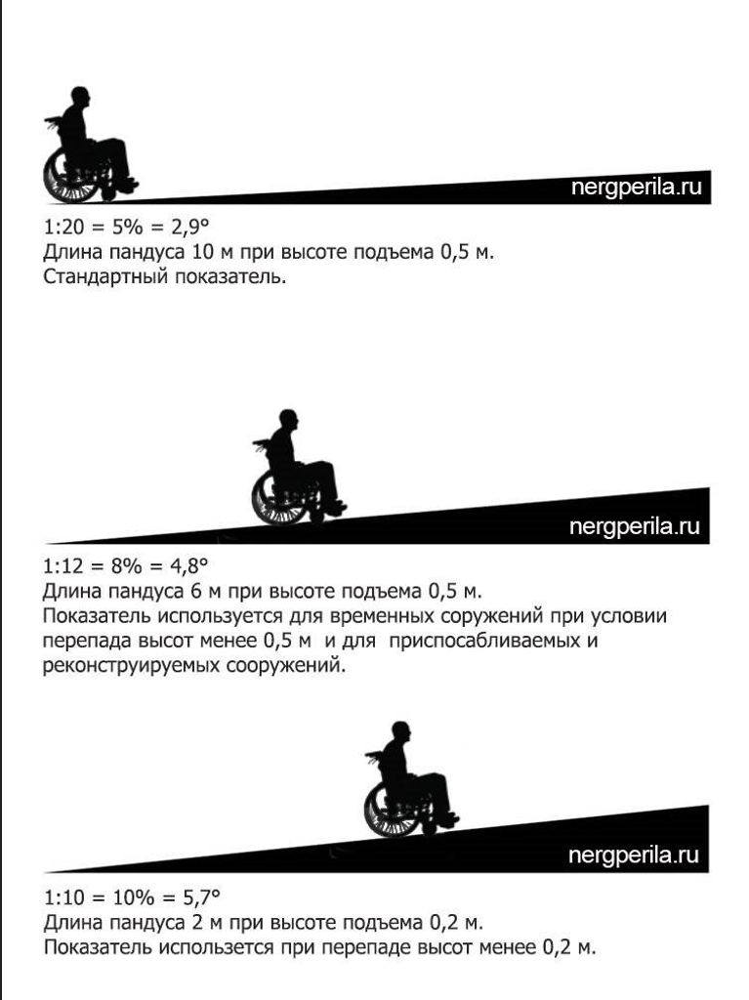 nergperila.ru
1:20 = 5% = 2,9°
Длина пандуса 10 м при высоте подъема 0,5 м.
Стандартный показатель.
nergperila.ru
1:12 = 8% = 4,8°
Длина пандуса 6 м при высоте подъема 0,5 м.
Показатель используется для временных соружений при условии
перепада высот менее 0,5 м и для приспосабливаемых и
реконструируемых сооружений.
nergperila.ru
1:10 = 10% = 5,7°
Длина пандуса 2 м при высоте подъема 0,2 м.
Показатель использется при перепаде высот менее 0,2 м.